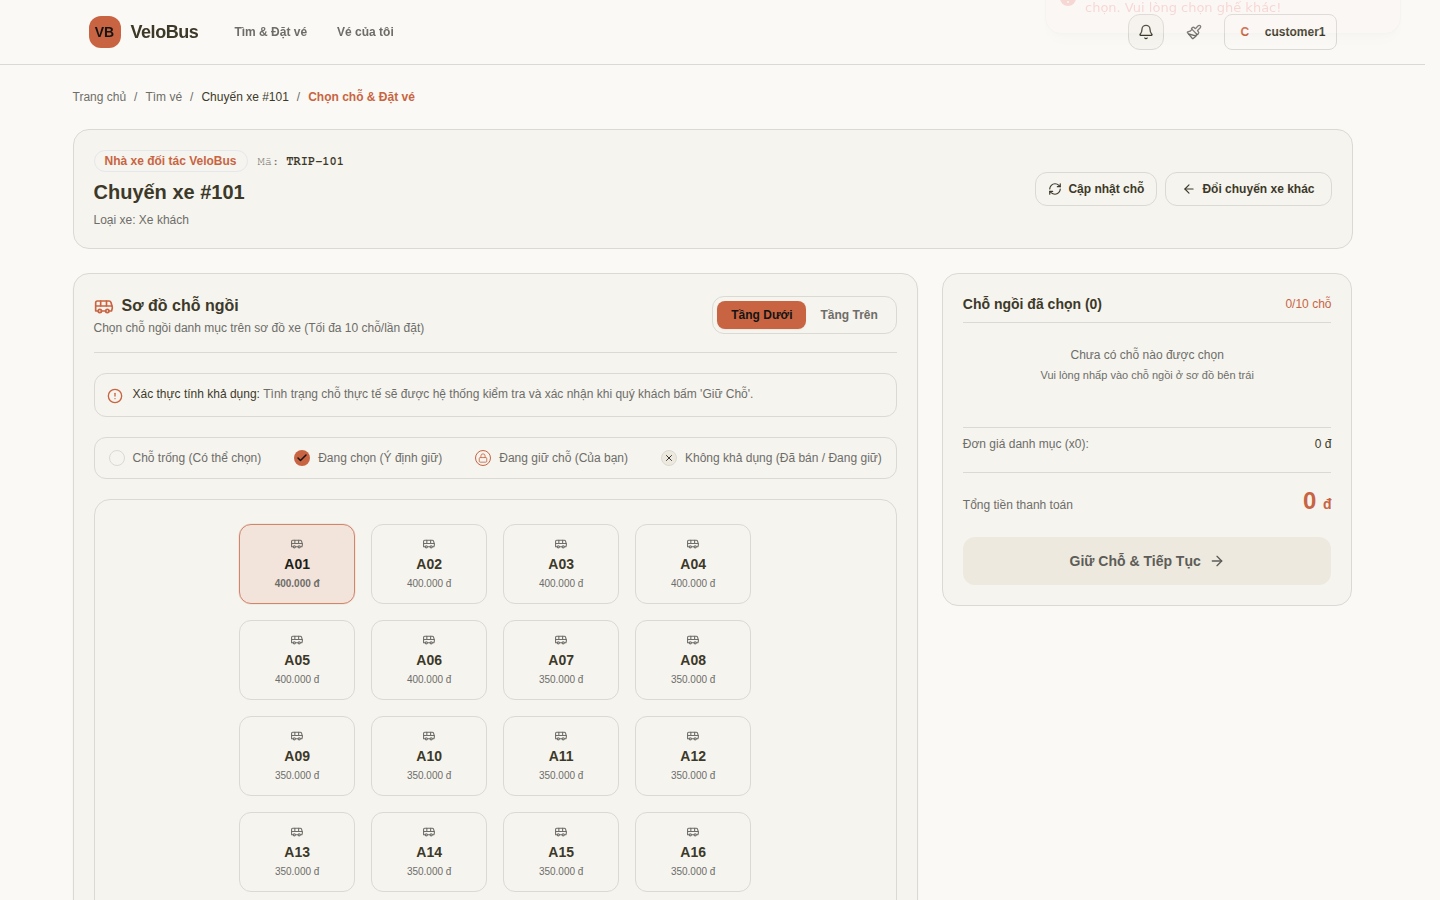 chọn. Vui lòng chọn ghế khác!
VB VeloBus Tìm & Đặt vé Vé của tôi C customer1
Trang chủ / Tìm vé / Chuyến xe #101 / Chọn chỗ & Đặt vé
Nhà xe đối tác VeloBus Mã: TRIP-101
Chuyến xe #101
Loại xe: Xe khách
Cập nhật chỗ Đổi chuyến xe khác
Sơ đồ chỗ ngồi
Chọn chỗ ngồi danh mục trên sơ đồ xe (Tối đa 10 chỗ/lần đặt)
Tầng Dưới Tầng Trên
Xác thực tính khả dụng: Tình trạng chỗ thực tế sẽ được hệ thống kiểm tra và xác nhận khi quý khách bấm 'Giữ Chỗ'.
Chỗ trống (Có thể chọn) Đang chọn (Ý định giữ) Đang giữ chỗ (Của bạn) Không khả dụng (Đã bán / Đang giữ)
A01 A02 A03 A04
400.000 đ 400.000 đ 400.000 đ 400.000 đ
A05 A06 A07 A08
400.000 đ 400.000 đ 350.000 đ 350.000 đ
A09 A10 A11 A12
350.000 đ 350.000 đ 350.000 đ 350.000 đ
A13 A14 A15 A16
350.000 đ 350.000 đ 350.000 đ 350.000 đ
Chỗ ngồi đã chọn (0) 0/10 chỗ
Chưa có chỗ nào được chọn
Vui lòng nhấp vào chỗ ngồi ở sơ đồ bên trái
Đơn giá danh mục (x0): 0 đ
Tổng tiền thanh toán 0 đ
Giữ Chỗ & Tiếp Tục